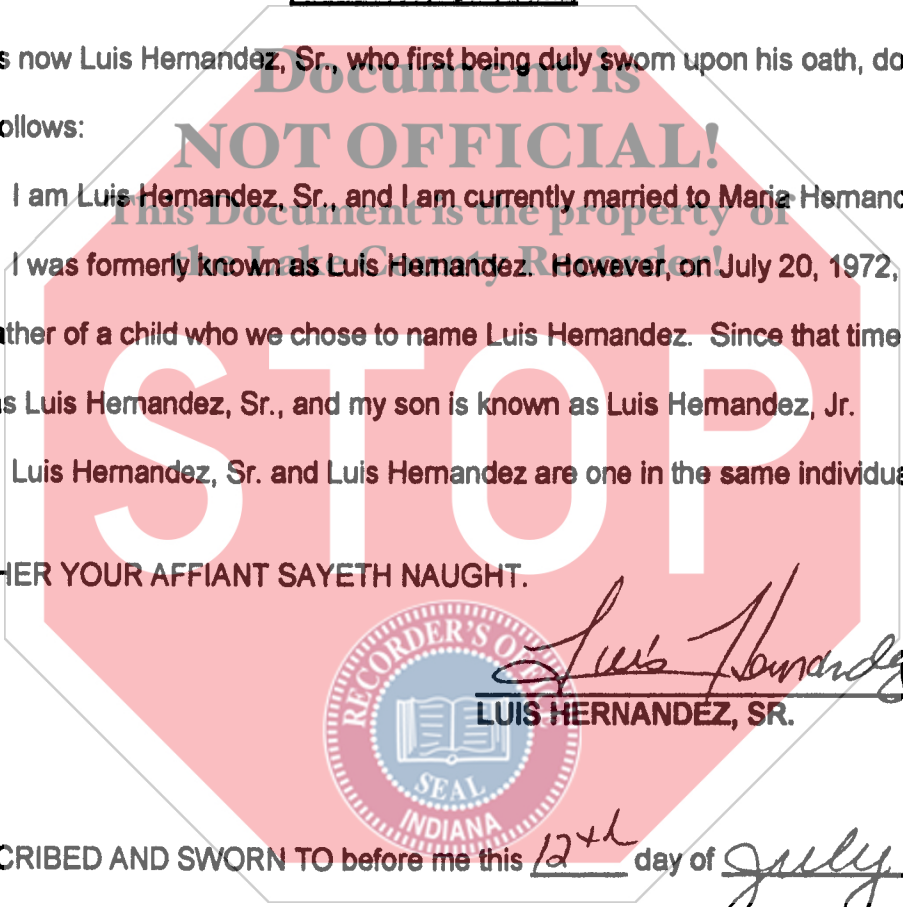 s now Luis Hernandez, Sr., who first being duly sworn upon his oath, do
Document is
ollows:
NOT OFFICIAL!
I am Luis Hernandez, Sr., and I am currently married to Maria Hernand
This Document is the property of
I was formerly known as Luis Hernandez. However, on July 20, 1972,
the Lake County Recorder!
ather of a child who we chose to name Luis Hernandez. Since that time
STOP
s Luis Hernandez, Sr., and my son is known as Luis Hernandez, Jr.
Luis Hernandez, Sr. and Luis Hernandez are one in the same individua
HER YOUR AFFIANT SAYETH NAUGHT.
Luis Hernandez
LUIS HERNANDEZ, SR.
RECORDER'S OFFICE
SEAL
INDIANA
CRIBED AND SWORN TO before me this 12th day of July